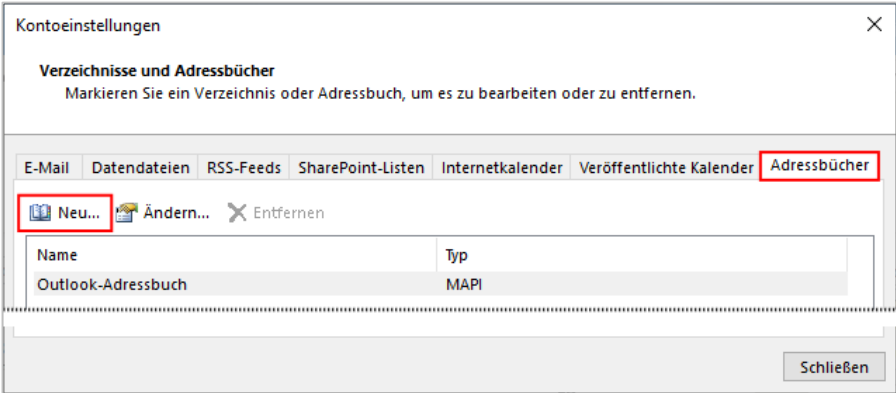 Kontoeinstellungen
Verzeichnisse und Adressbücher
Markieren Sie ein Verzeichnis oder Adressbuch, um es zu bearbeiten oder zu entfernen.
E-Mail Datendateien RSS-Feeds SharePoint-Listen Internetkalender Veröffentlichte Kalender Adressbücher
Neu... Ändern... Entfernen
Name Typ
Outlook-Adressbuch MAPI
Schließen